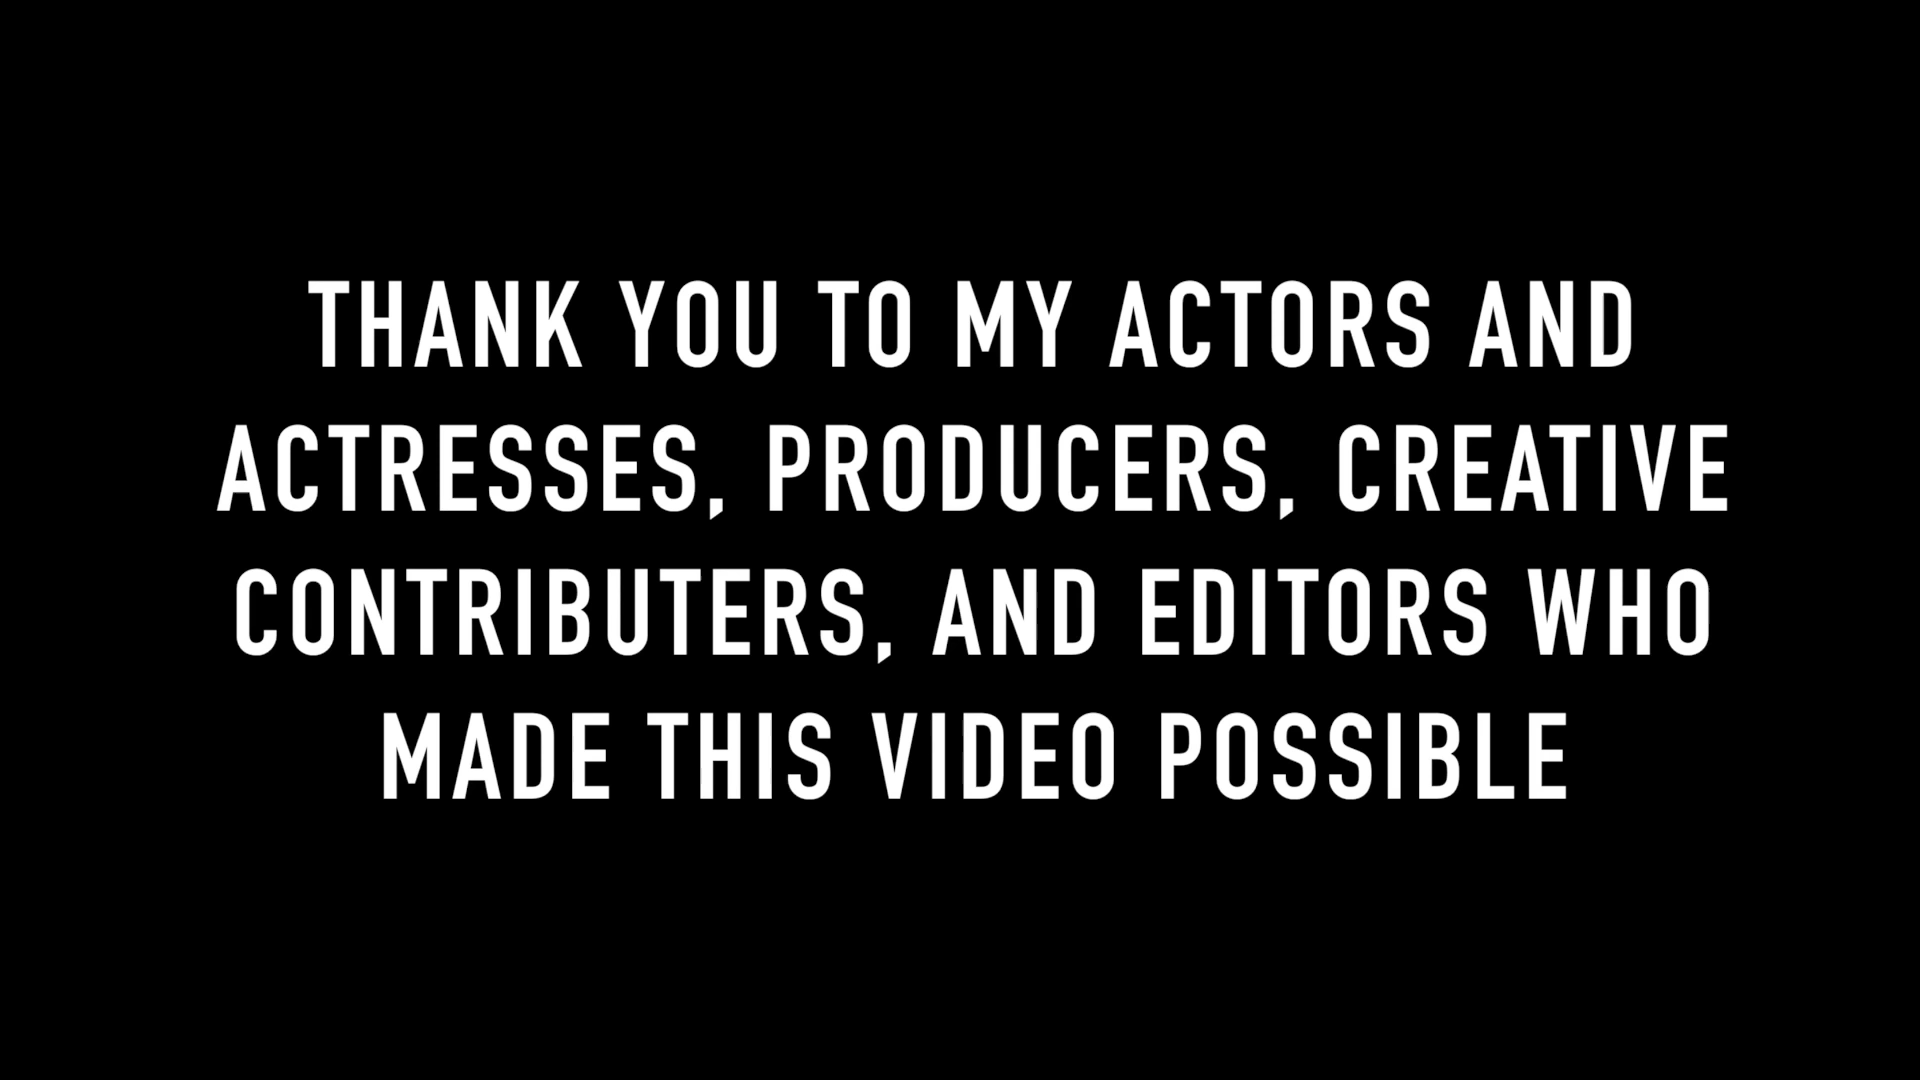 THANK YOU TO MY ACTORS AND
ACTRESSES, PRODUCERS, CREATIVE
CONTRIBUTERS, AND EDITORS WHO
MADE THIS VIDEO POSSIBLE